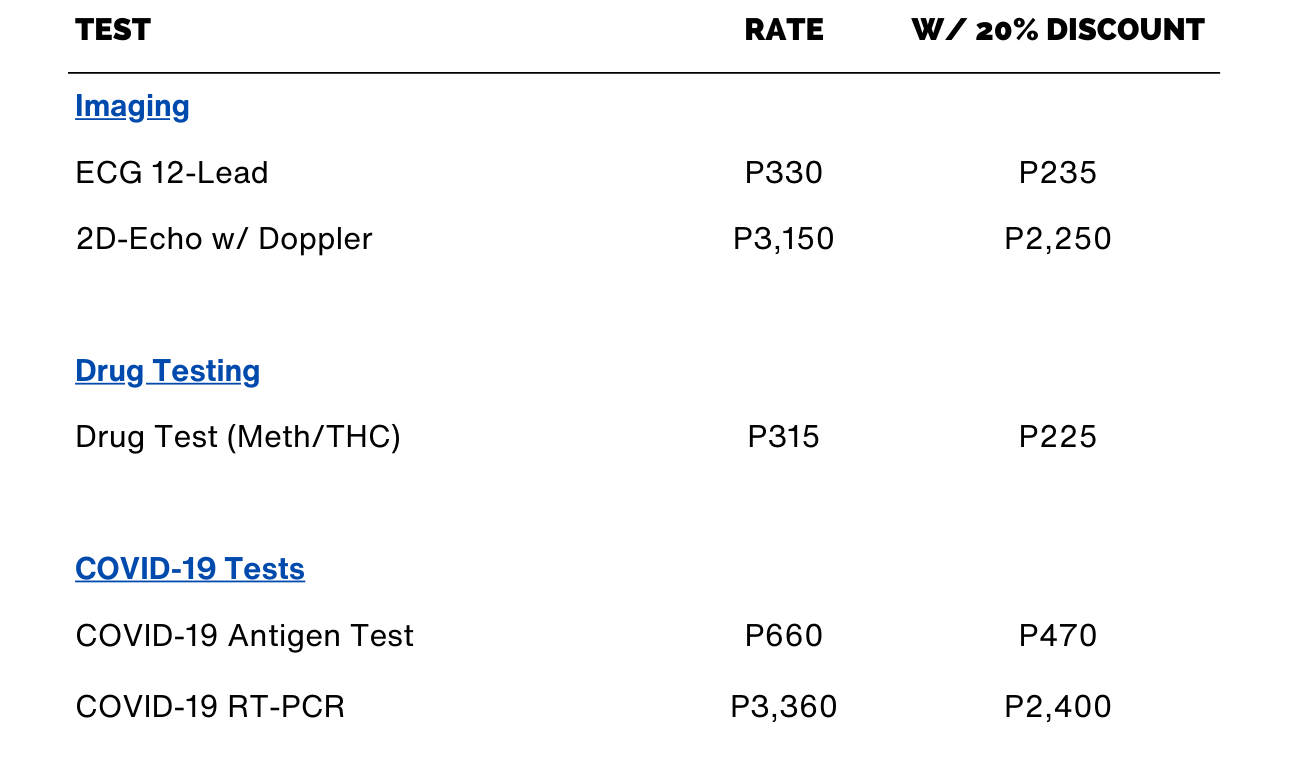 TEST RATE W/ 20% DISCOUNT
Imaging
ECG 12-Lead P330 P235
2D-Echo w/ Doppler P3,150 P2,250
Drug Testing
Drug Test (Meth/THC) P315 P225
COVID-19 Tests
COVID-19 Antigen Test P660 P470
COVID-19 RT-PCR P3,360 P2,400